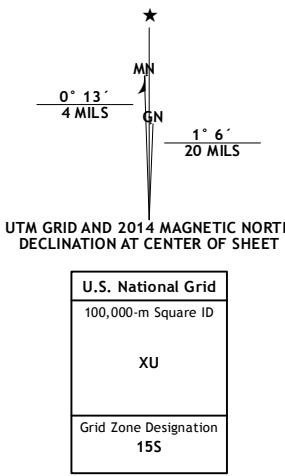 ★
MN
0° 13´
4 MILS
GN
1° 6´
20 MILS
UTM GRID AND 2014 MAGNETIC NORTH
DECLINATION AT CENTER OF SHEET
U.S. National Grid
100,000-m Square ID
XU
Grid Zone Designation
15S